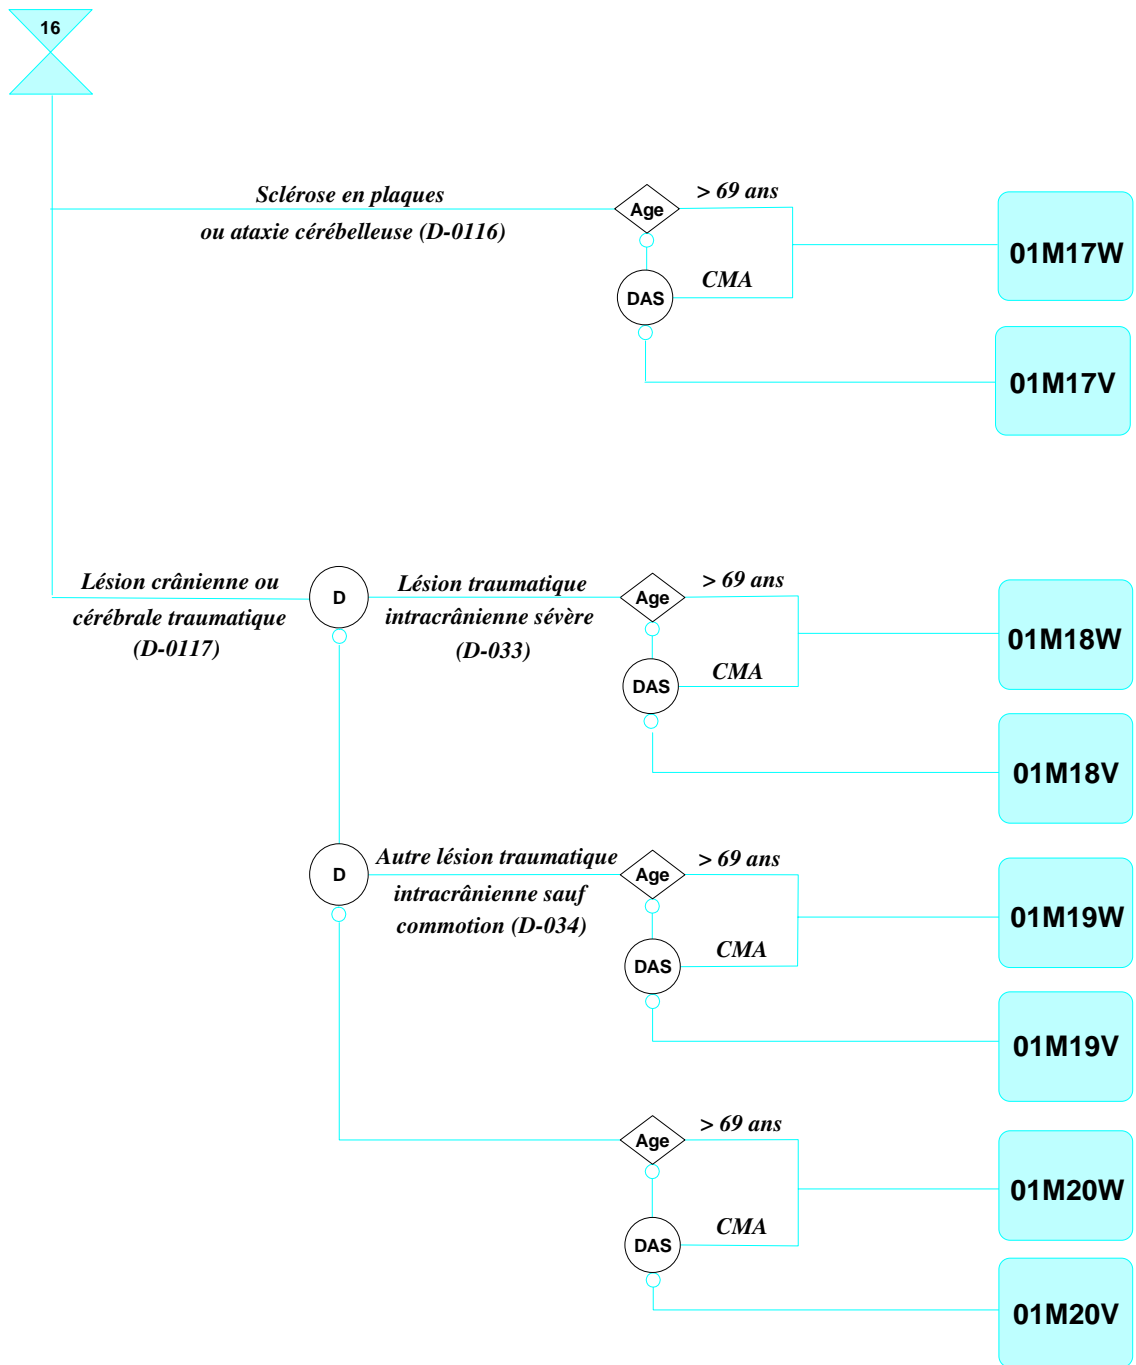 16
Sclérose en plaques
ou ataxie cérébelleuse (D-0116)
Age
> 69 ans
DAS
CMA
01M17W
01M17V
Lésion crânienne ou
cérébrale traumatique
(D-0117)
D
Lésion traumatique
intracrânienne sévère
(D-033)
Age
> 69 ans
DAS
CMA
01M18W
01M18V
D
Autre lésion traumatique
intracrânienne sauf
commotion (D-034)
Age
> 69 ans
DAS
CMA
01M19W
01M19V
Age
> 69 ans
DAS
CMA
01M20W
01M20V